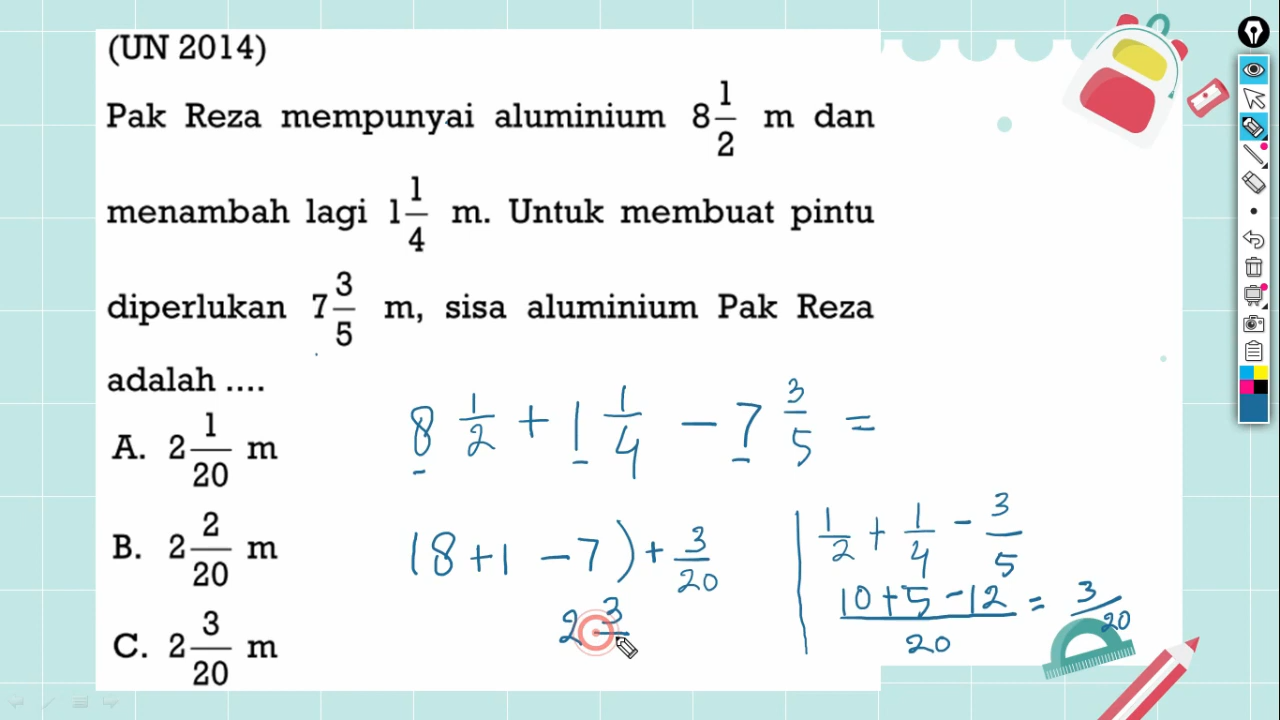 (UN 2014)
Pak Reza mempunyai aluminium 8 1/2 m dan
menambah lagi 1 1/4 m. Untuk membuat pintu
diperlukan 7 3/5 m, sisa aluminium Pak Reza
adalah ....
A. 2 1/20 m
B. 2 2/20 m
C. 2 3/20 m
8 1/2 + 1 1/4 - 7 3/5 =
(8+1 - 7) + 3/20
2 3
1/2 + 1/4 - 3/5
10+5-12/20 = 3/20